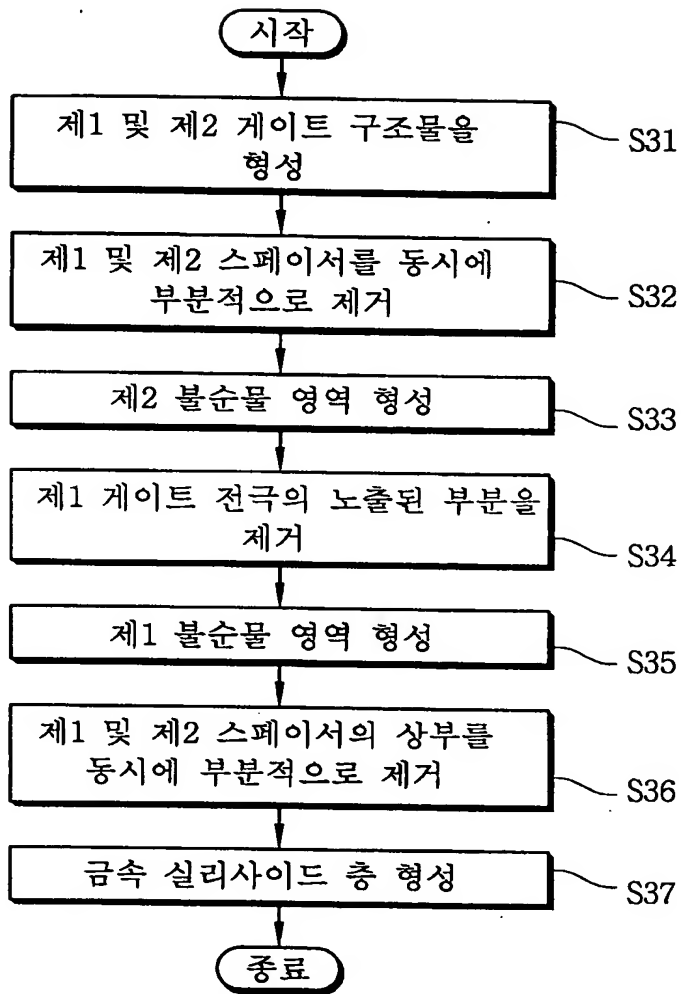 시작
제1 및 제2 게이트 구조물을
형성
S31
제1 및 제2 스페이서를 동시에
부분적으로 제거
S32
제2 불순물 영역 형성
S33
제1 게이트 전극의 노출된 부분을
제거
S34
제1 불순물 영역 형성
S35
제1 및 제2 스페이서의 상부를
동시에 부분적으로 제거
S36
금속 실리사이드 층 형성
S37
종료